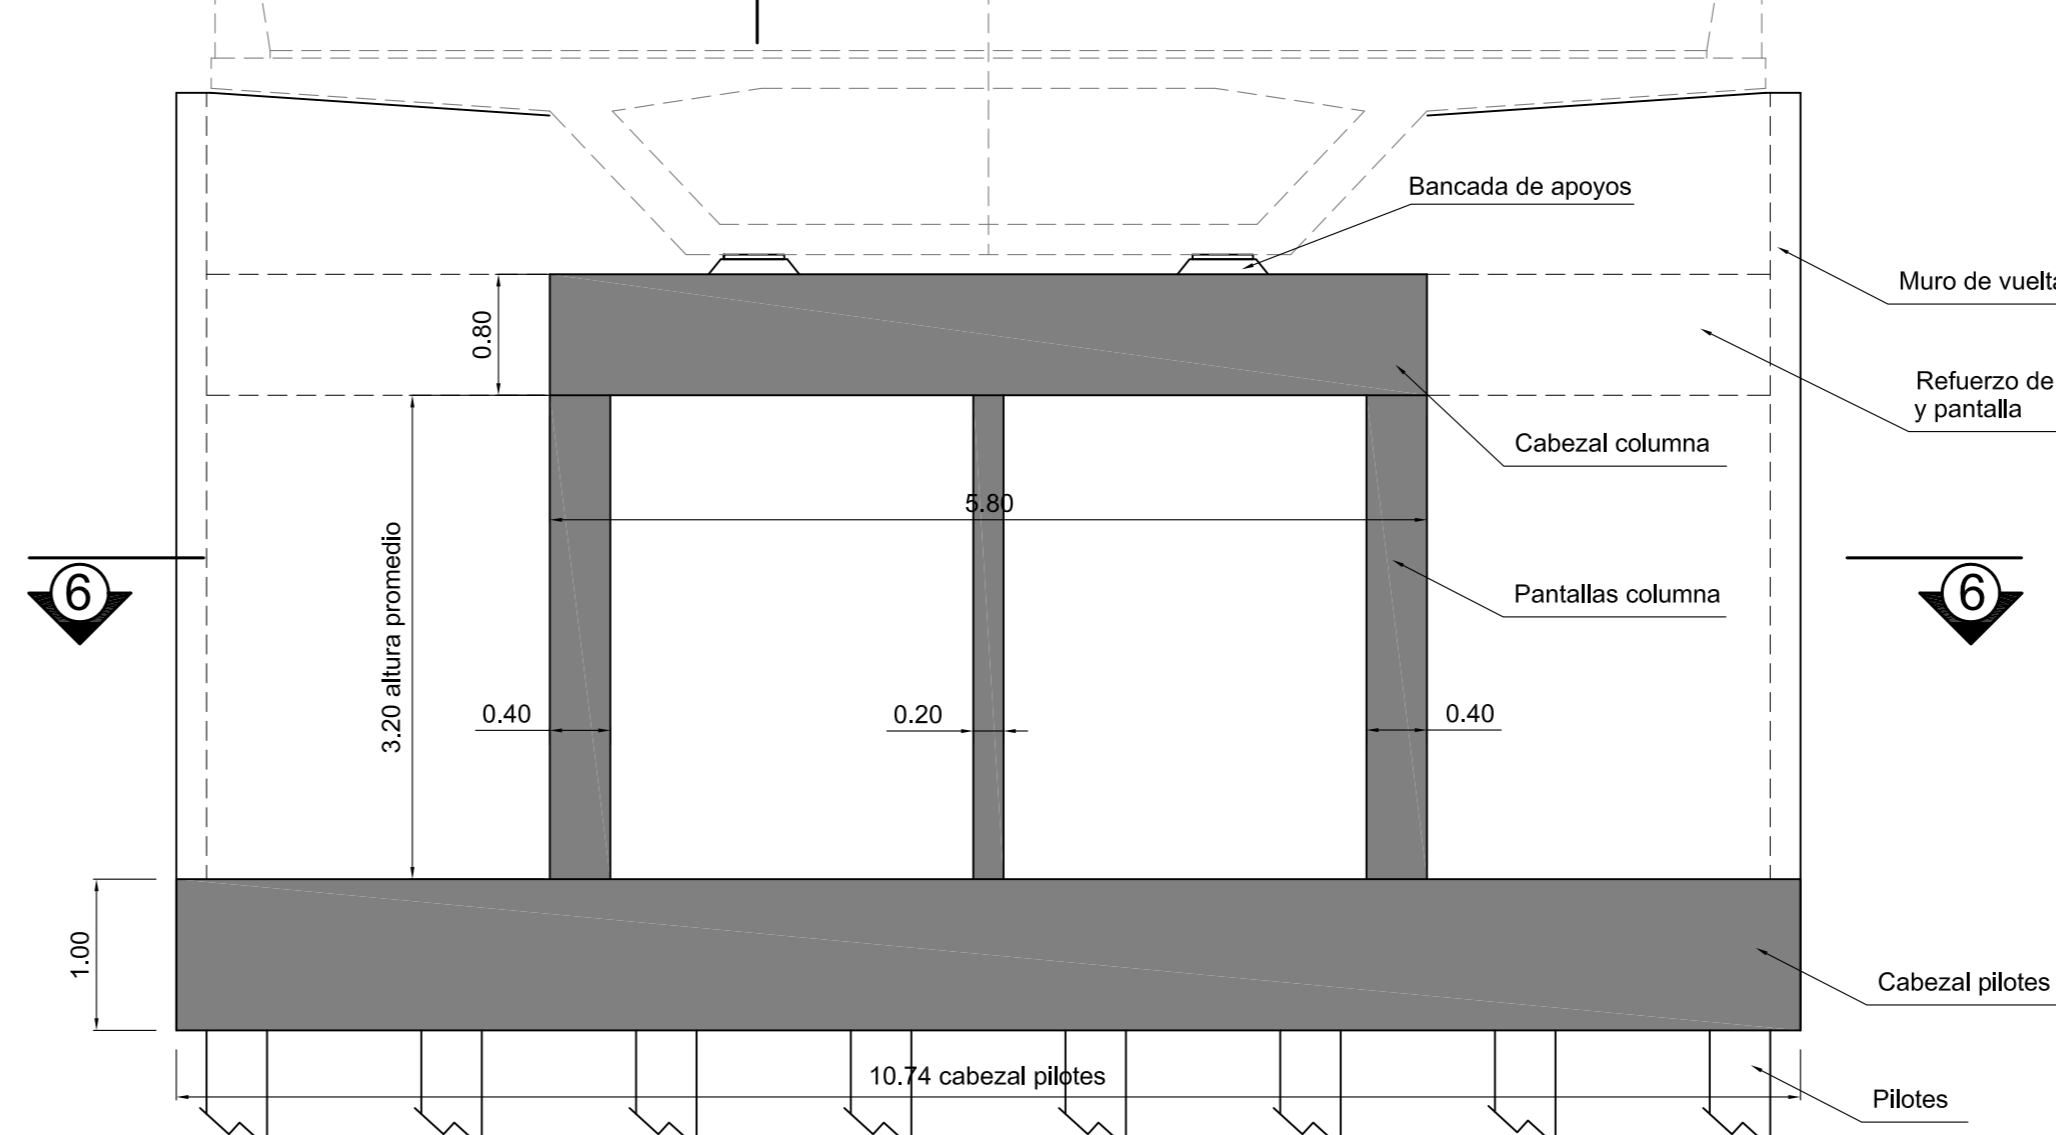 Bancada de apoyos
Muro de vuelta
0.80
Refuerzo de
y pantalla
Cabezal columna
5.80
3.20 altura promedio
6
6
Pantallas columna
0.40
0.20
0.40
1.00
Cabezal pilotes
10.74 cabezal pilotes
Pilotes